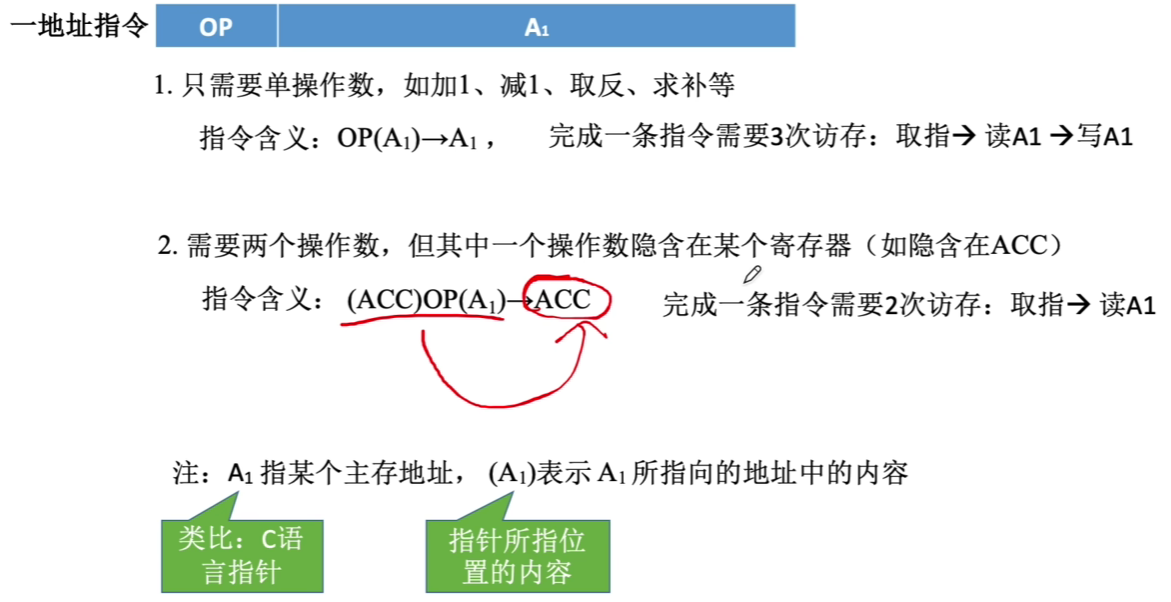 一地址指令 OP A₁
1. 只需要单操作数，如加1、减1、取反、求补等
指令含义：OP(A₁)→A₁ ， 完成一条指令需要3次访存：取指→ 读A1 →写A1
2. 需要两个操作数，但其中一个操作数隐含在某个寄存器（如隐含在ACC）
指令含义： (ACC)OP(A₁)→ACC 完成一条指令需要2次访存：取指→ 读A1
注：A₁ 指某个主存地址， (A₁)表示 A₁ 所指向的地址中的内容
类比：C语
言指针
指针所指位
置的内容